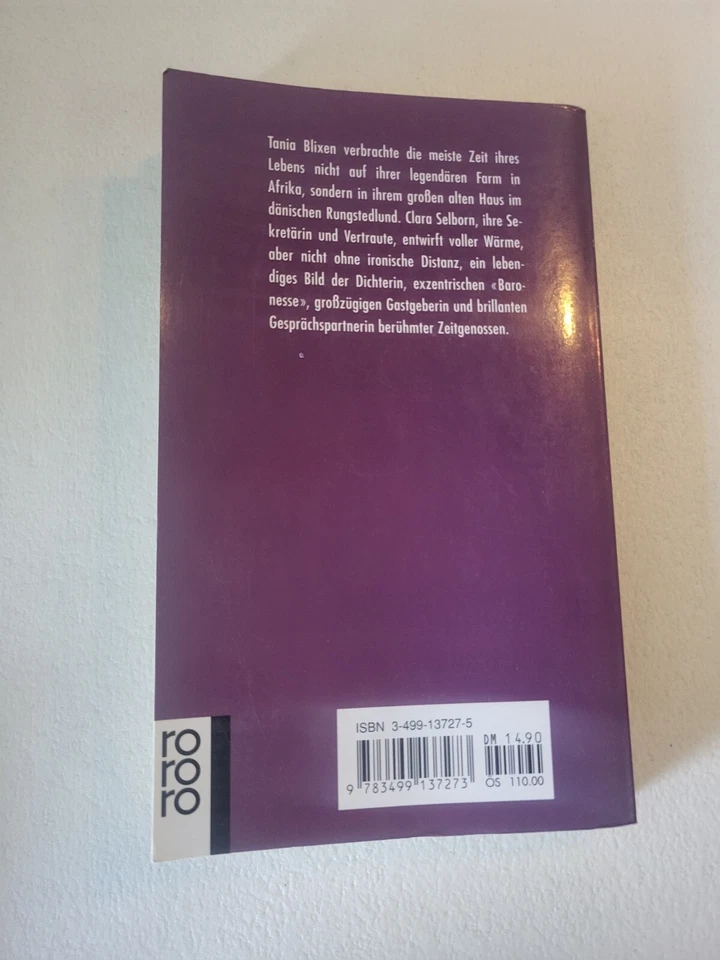 Tania Blixen verbrachte die meiste Zeit ihres
Lebens nicht auf ihrer legendären Farm in
Afrika, sondern in ihrem großen alten Haus im
dänischen Rungstedlund. Clara Selborn, ihre Se-
kretärin und Vertraute, entwirft voller Wärme,
aber nicht ohne ironische Distanz, ein leben-
diges Bild der Dichterin, exzentrischen «Baro-
nesse», großzügigen Gastgeberin und brillanten
Gesprächspartnerin berühmter Zeitgenossen.
ro
ro
ro
ISBN 3-499-13727-5
DM 14.90
9 783499 137273
ÖS 110.00